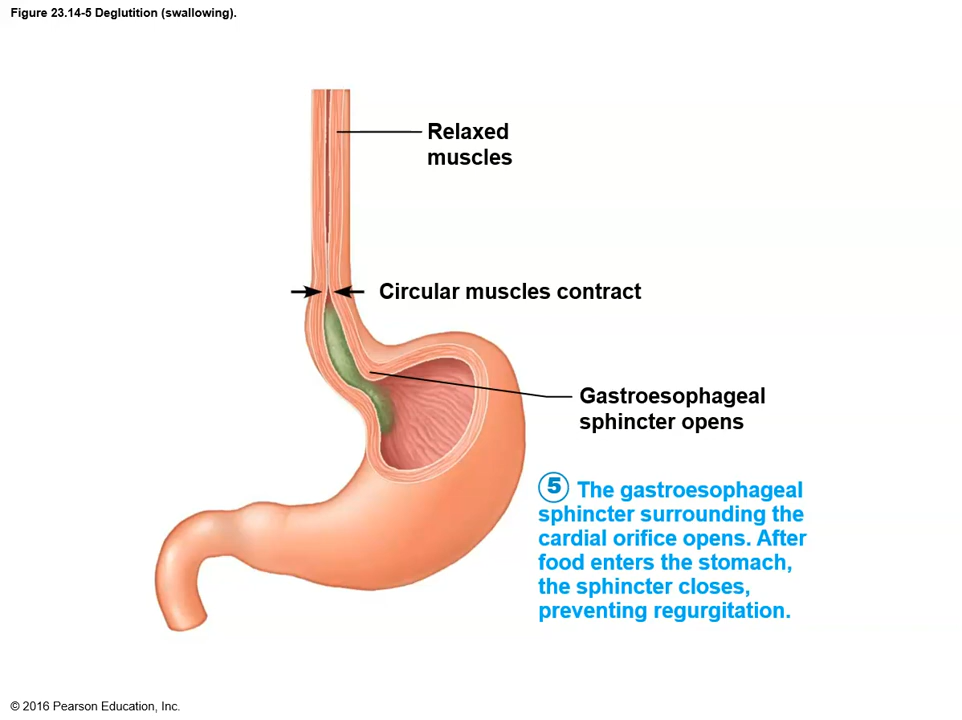 Figure 23.14-5 Deglutition (swallowing).
Relaxed
muscles
Circular muscles contract
Gastroesophageal
sphincter opens
5 The gastroesophageal
sphincter surrounding the
cardial orifice opens. After
food enters the stomach,
the sphincter closes,
preventing regurgitation.
© 2016 Pearson Education, Inc.